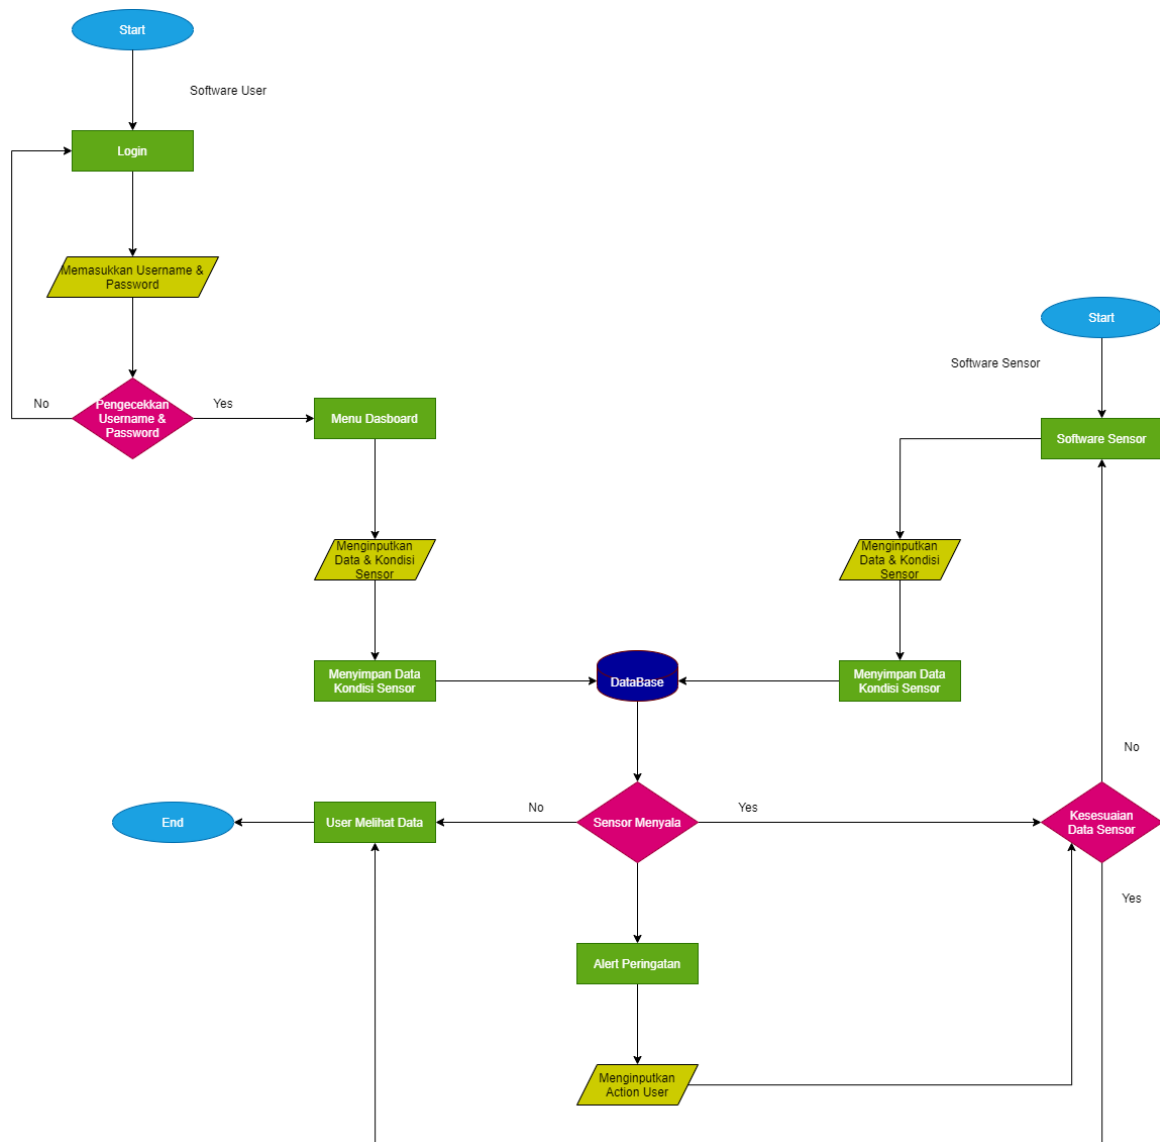 Start
Software User
Login
Memasukkan Username &
Password
Start
Software Sensor
No
Pengecekkan
Username &
Password
Yes
Menu Dasboard
Software Sensor
Menginputkan
Data & Kondisi
Sensor
Menginputkan
Data & Kondisi
Sensor
Menyimpan Data
Kondisi Sensor
DataBase
Menyimpan Data
Kondisi Sensor
No
End
User Melihat Data
No
Sensor Menyala
Yes
Kesesuaian
Data Sensor
Yes
Alert Peringatan
Menginputkan
Action User